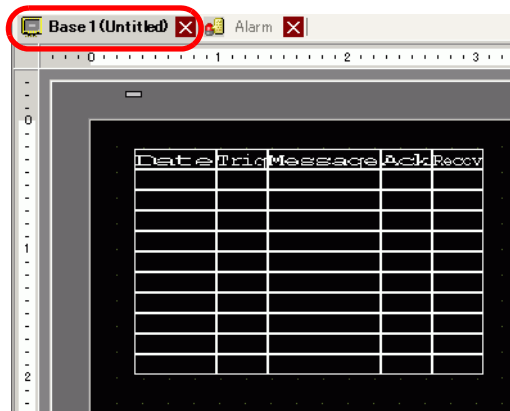 Base 1 (Untitled) Alarm
0 1 2 3
0
Date Trig Message Ack Recov
1
2